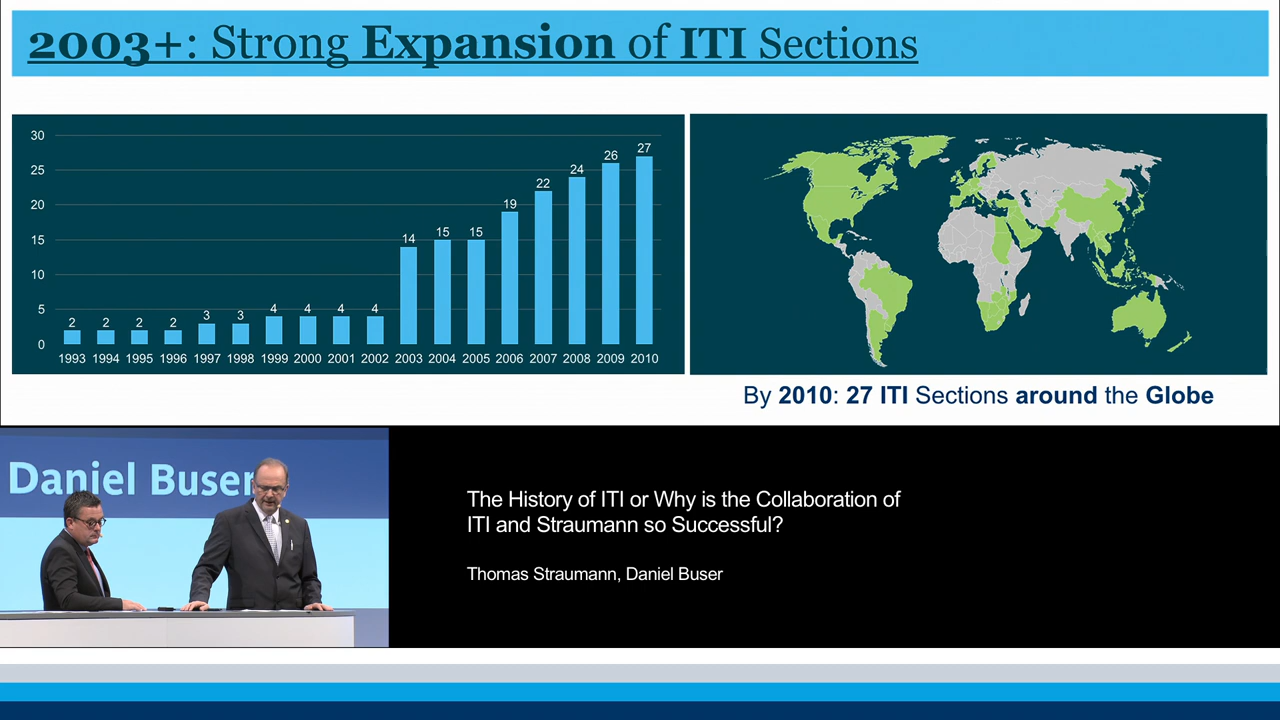 2003+: Strong Expansion of ITI Sections
30
25
20
15
10
5
0
2 2 2 2 3 3 4 4 4 4 14 15 15 19 22 24 26 27
1993 1994 1995 1996 1997 1998 1999 2000 2001 2002 2003 2004 2005 2006 2007 2008 2009 2010
By 2010: 27 ITI Sections around the Globe
Daniel Buser
The History of ITI or Why is the Collaboration of
ITI and Straumann so Successful?
Thomas Straumann, Daniel Buser